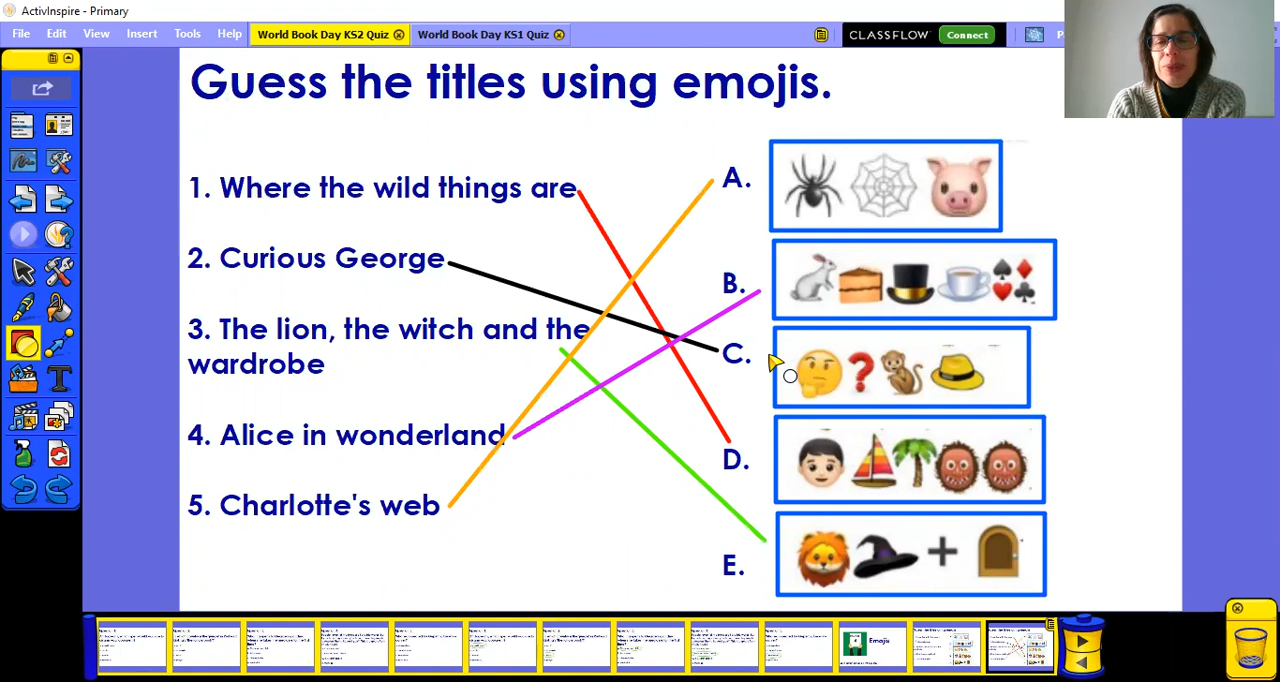 ActivInspire - Primary
File Edit View Insert Tools Help World Book Day KS2 Quiz World Book Day KS1 Quiz CLASSFLOW Connect
Guess the titles using emojis.
1. Where the wild things are
2. Curious George
3. The lion, the witch and the
wardrobe
4. Alice in wonderland
5. Charlotte's web
A.
B.
C.
D.
E.
Emojis